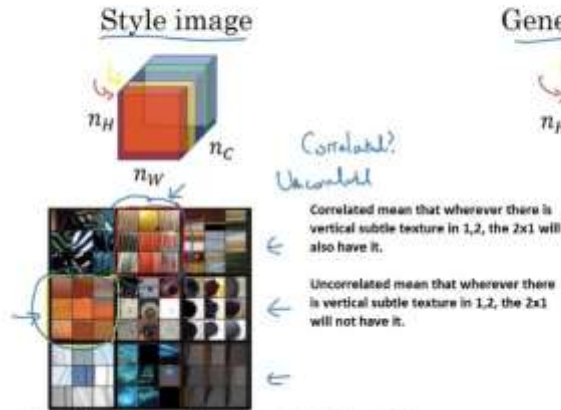 Style image
Gene
n_H
n_C
n_W
n_H
Correlated?
Uncorrelated
Correlated mean that wherever there is
vertical subtle texture in 1,2, the 2x1 will
also have it.
Uncorrelated mean that wherever there
is vertical subtle texture in 1,2, the 2x1
will not have it.